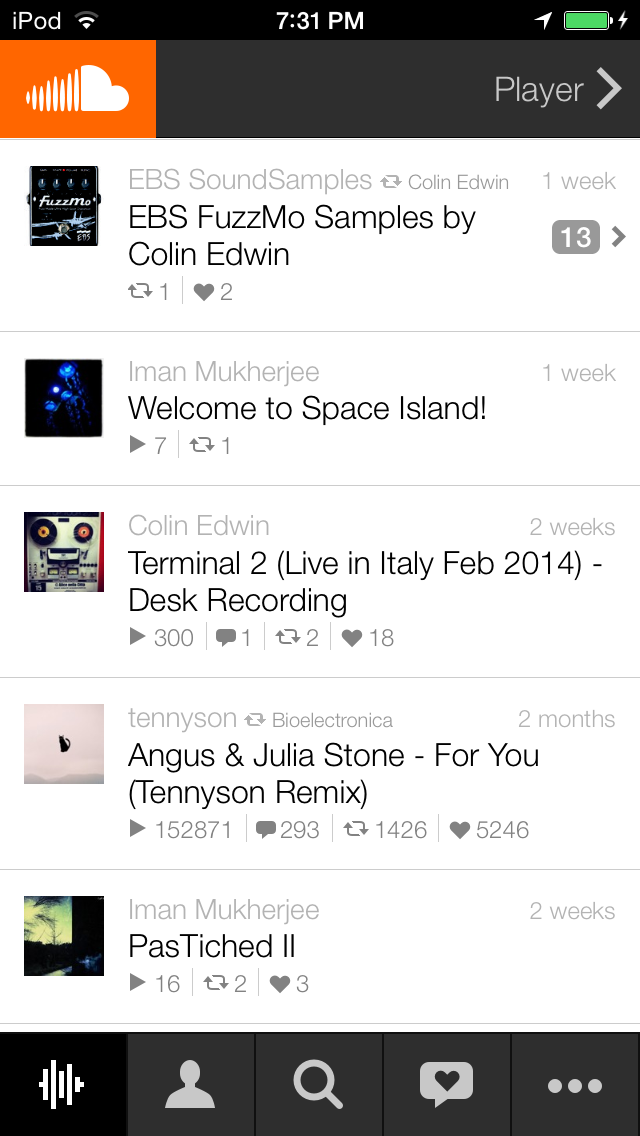 iPod 7:31 PM
Player
EBS SoundSamples Colin Edwin 1 week
EBS FuzzMo Samples by
Colin Edwin
13
1 2
fuzzMo
EBS
Iman Mukherjee 1 week
Welcome to Space Island!
7 1
Colin Edwin 2 weeks
Terminal 2 (Live in Italy Feb 2014) -
Desk Recording
300 1 2 18
tennyson Bioelectronica 2 months
Angus & Julia Stone - For You
(Tennyson Remix)
152871 293 1426 5246
Iman Mukherjee 2 weeks
PasTiched II
16 2 3